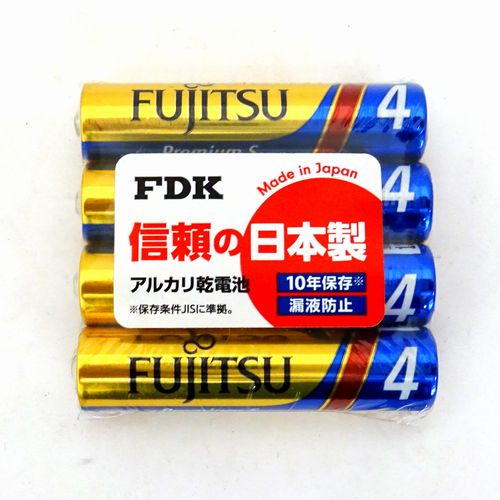 FUJITSU
4
Premium S
FDK
Made in Japan
4
信頼の日本製
アルカリ乾電池
10年保存※
※保存条件JISに準拠。
漏液防止
4
FUJITSU
4